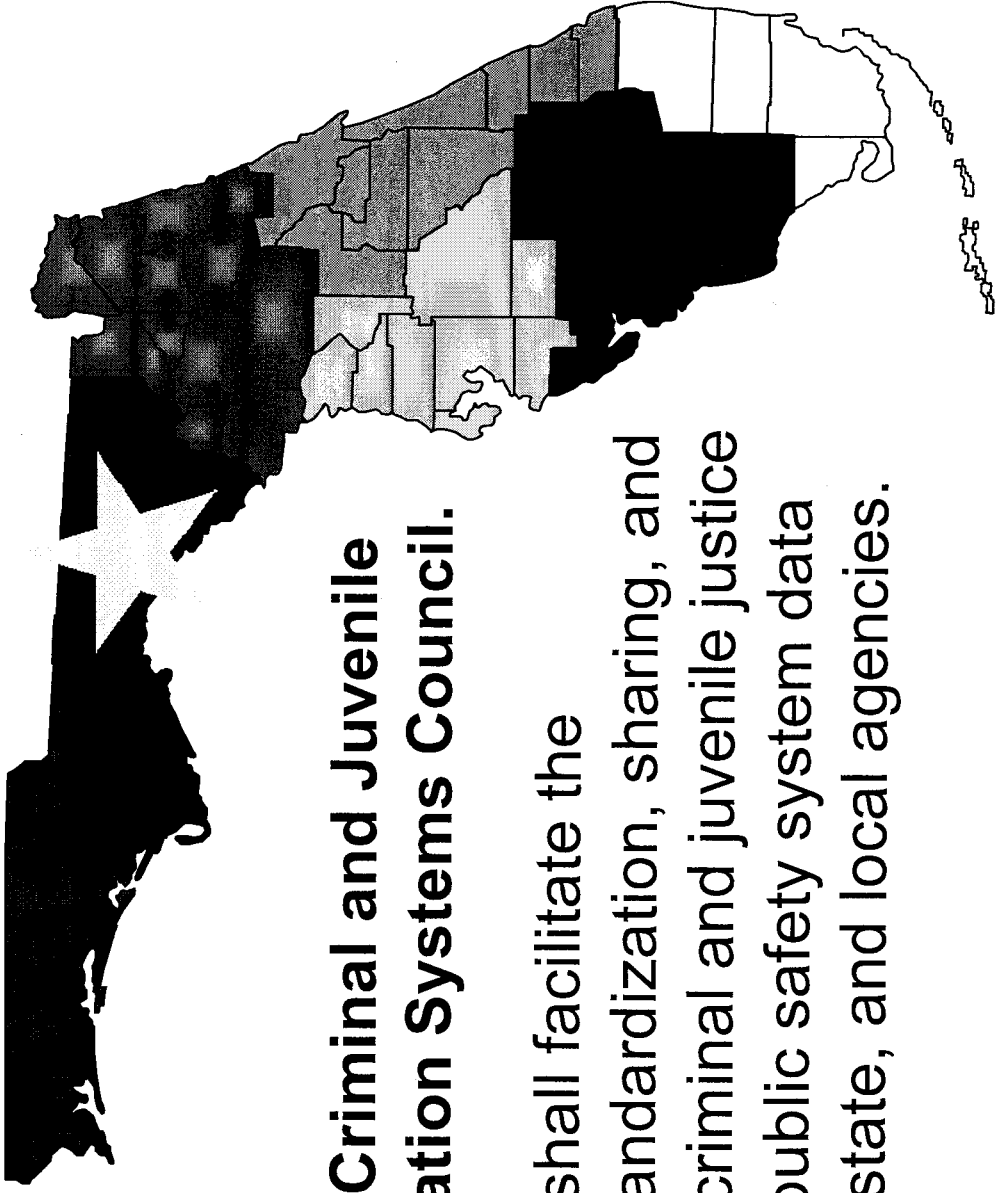 Criminal and Juvenile
ation Systems Council.
shall facilitate the
andardization, sharing, and
criminal and juvenile justice
public safety system data
state, and local agencies.